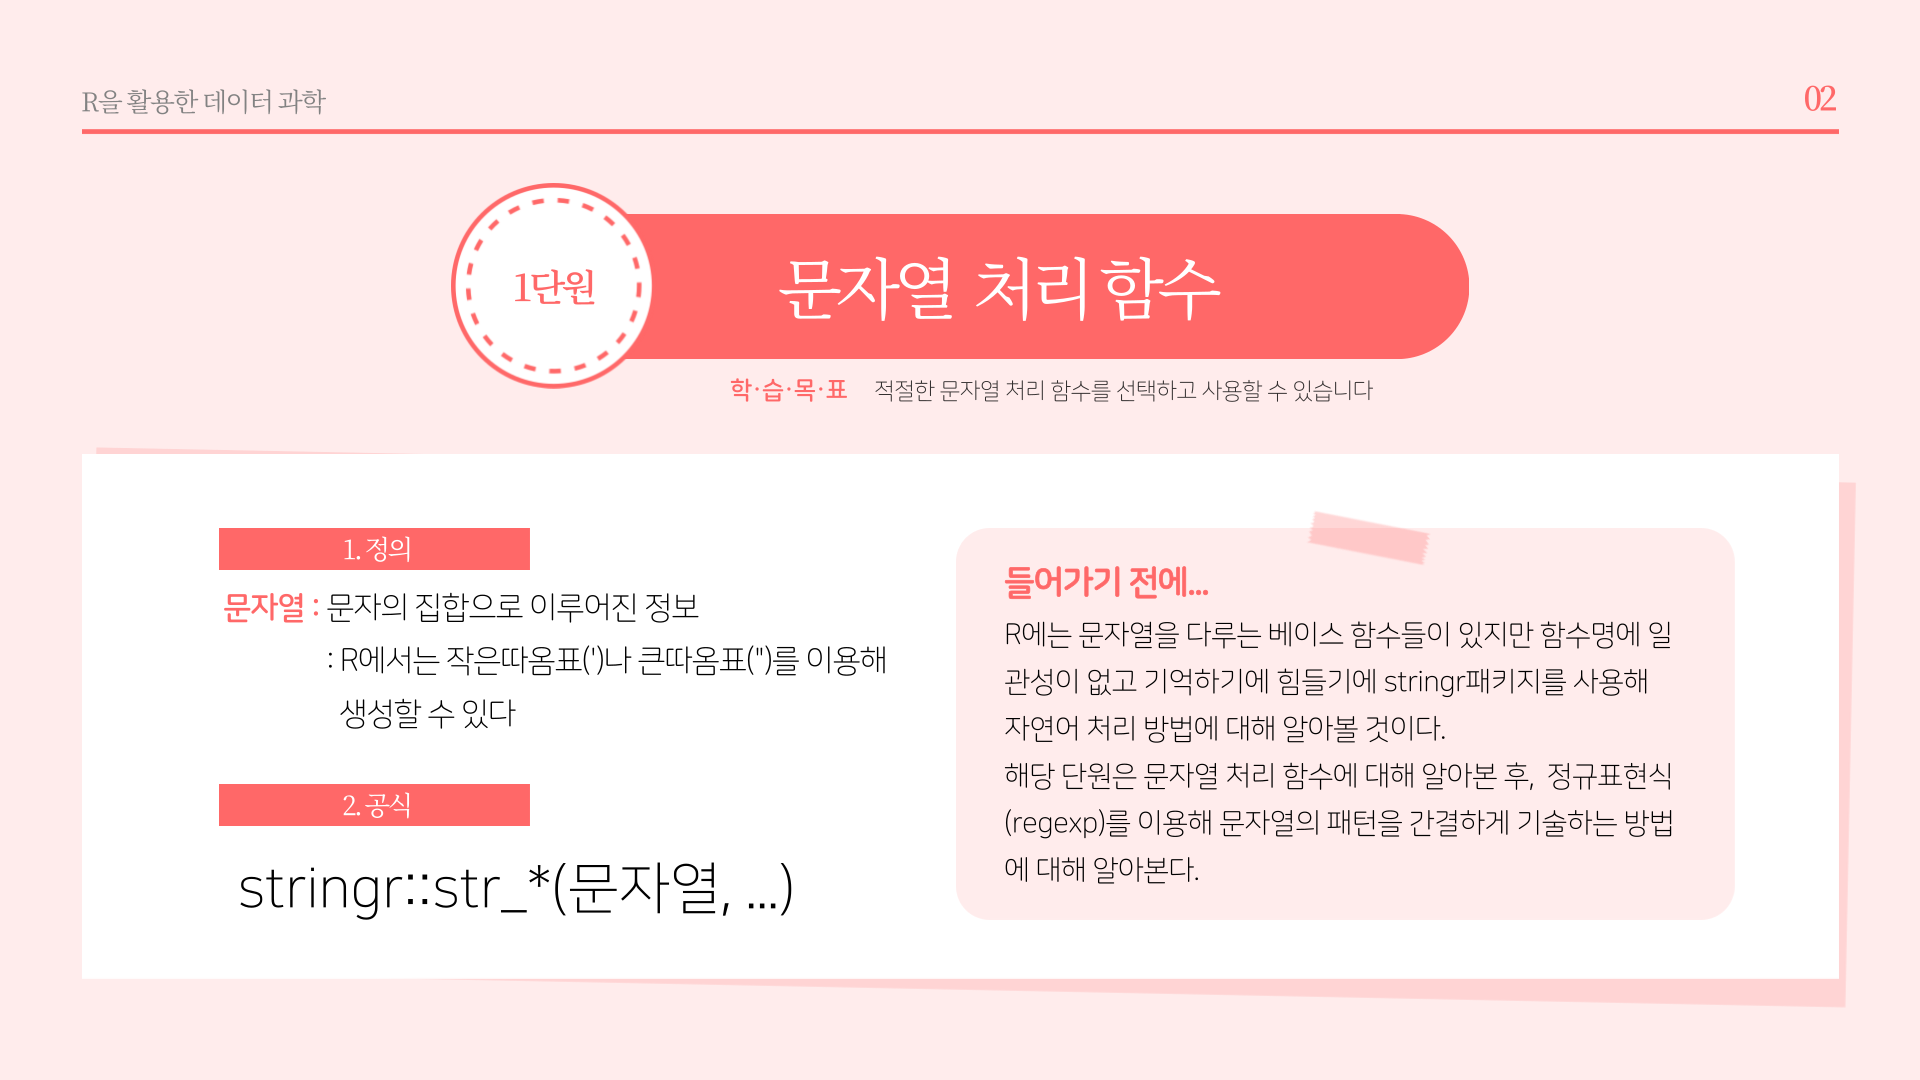 R을 활용한 데이터 과학
02
1단원
문자열 처리 함수
학·습·목·표 적절한 문자열 처리 함수를 선택하고 사용할 수 있습니다
1. 정의
문자열 : 문자의 집합으로 이루어진 정보
: R에서는 작은따옴표(')나 큰따옴표(")를 이용해
생성할 수 있다
2. 공식
stringr::str_*(문자열, ...)
들어가기 전에...
R에는 문자열을 다루는 베이스 함수들이 있지만 함수명에 일
관성이 없고 기억하기에 힘들기에 stringr패키지를 사용해
자연어 처리 방법에 대해 알아볼 것이다.
해당 단원은 문자열 처리 함수에 대해 알아본 후, 정규표현식
(regexp)를 이용해 문자열의 패턴을 간결하게 기술하는 방법
에 대해 알아본다.